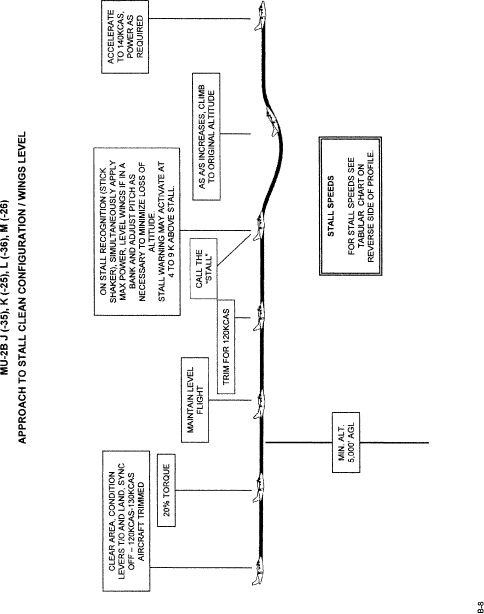 MU-2B J (-35), K (-25), L (-36), M (-26)
APPROACH TO STALL CLEAN CONFIGURATION / WINGS LEVEL
CLEAR AREA, CONDITION
LEVERS T/O AND LAND, SYNC
OFF – 120KCAS-130KCAS
AIRCRAFT TRIMMED
20% TORQUE
MAINTAIN LEVEL
FLIGHT
TRIM FOR 120KCAS
CALL THE
"STALL"
ON STALL RECOGNITION (STICK
SHAKER), SIMULTANEOUSLY APPLY
MAX POWER, LEVEL WINGS IF IN A
BANK AND ADJUST PITCH AS
NECESSARY TO MINIMIZE LOSS OF
ALTITUDE.
STALL WARNING MAY ACTIVATE AT
4 TO 9 K ABOVE STALL.
AS A/S INCREASES, CLIMB
TO ORIGINAL ALTITUDE
ACCELERATE
TO 140KCAS,
POWER AS
REQUIRED
MIN. ALT.
5,000' AGL
STALL SPEEDS
FOR STALL SPEEDS SEE
TABULAR CHART ON
REVERSE SIDE OF PROFILE.
B-8